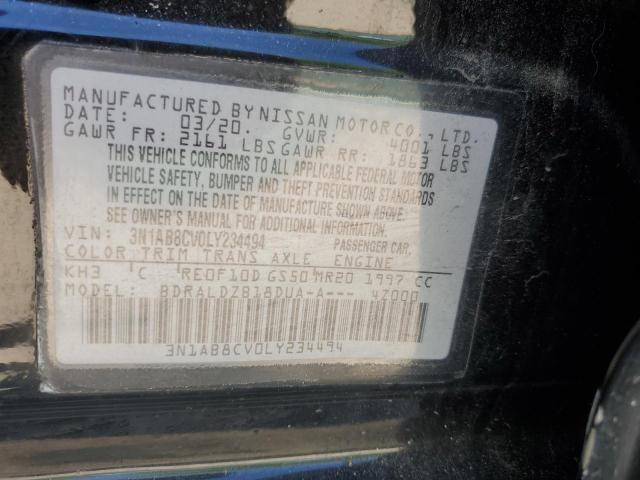 MANUFACTURED BY NISSAN MOTOR CO., LTD.
DATE: 03/20. GVWR: 4001 LBS
GAWR FR: 2161 LBS GAWR RR: 1863 LBS
THIS VEHICLE CONFORMS TO ALL APPLICABLE FEDERAL MOTOR
VEHICLE SAFETY, BUMPER AND THEFT PREVENTION STANDARDS
IN EFFECT ON THE DATE OF MANUFACTURE SHOWN ABOVE.
SEE OWNER'S MANUAL FOR ADDITIONAL INFORMATION.
VIN: 3N1AB8CV0LY234494 PASSENGER CAR,
COLOR TRIM TRANS AXLE ENGINE
KH3 C RE0F10D GS50 MR20 1997 CC
MODEL: BDRALDZB18DUA-A--- 4Z000
3N1AB8CV0LY234494